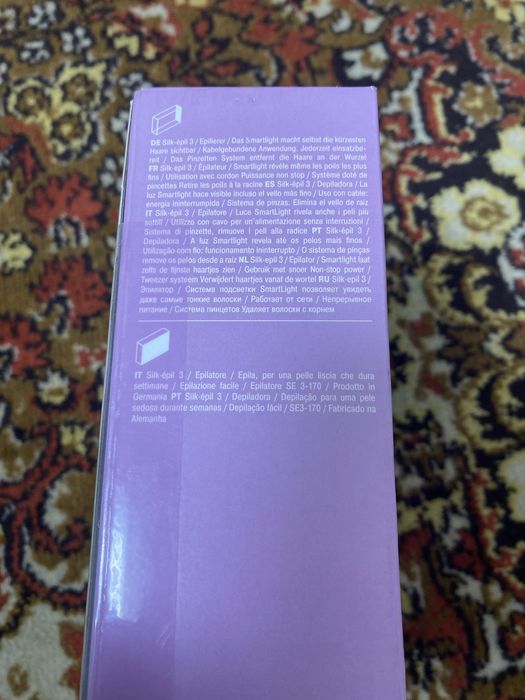 DE Silk-épil 3 / Epilierer / Das Smartlight macht selbst die kürzesten
Haare sichtbar / Kabelgebundene Anwendung. Jederzeit einsatzbe-
reit / Das Pinzetten System entfernt die Haare an der Wurzel
FR Silk-epil 3 / Épilateur / Smartlight révèle même les poils les plus
fins / Utilisation avec cordon Puissance non stop / Système doté de
pincettes Retire les poils à la racine ES Silk-épil 3 / Depiladora / La
luz Smartlight hace visible incluso el vello más fino / Uso con cable:
energia ininterrumpida / Sistema de pinzas. Elimina el vello de raíz
IT Silk-épil 3 / Epilatore / Luce SmartLight rivela anche i peli più
sottili / Utilizzo con cavo per un'alimentazione senza interruzioni /
Sistema di pinzette, rimuove i peli alla radice PT Silk-épil 3 /
Depiladora / A luz Smartlight revela até os pelos mais finos /
Utilização com fio: funcionamento ininterrupto / O sistema de pinças
remove os pelos desde a raiz NL Silk-épil 3 / Epilator / Smartlight laat
zelfs de fijnste haartjes zien / Gebruik met snoer Non-stop power /
Tweezer systeem Verwijdert haartjes vanaf de wortel RU Silk-épil 3 /
Эпилятор / Система подсветки SmartLight позволяет увидеть
даже самые тонкие волоски / Работает от сети / Непрерывное
питание / Система пинцетов Удаляет волоски с корнем
IT Silk-épil 3 / Epilatore / Epila, per una pelle liscia che dura
settimane / Epilazione facile / Epilatore SE 3-170 / Prodotto in
Germania PT Silk-épil 3 / Depiladora / Depilação para uma pele
sedosa durante semanas / Depilação fácil / SE3-170 / Fabricado na
Alemanha